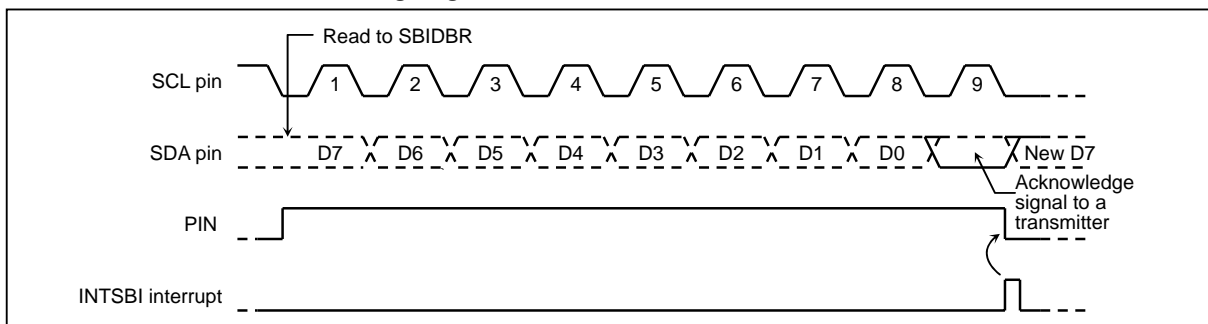 Read to SBIDBR
SCL pin 1 2 3 4 5 6 7 8 9
SDA pin D7 D6 D5 D4 D3 D2 D1 D0 New D7
Acknowledge
signal to a
transmitter
PIN
INTSBI interrupt